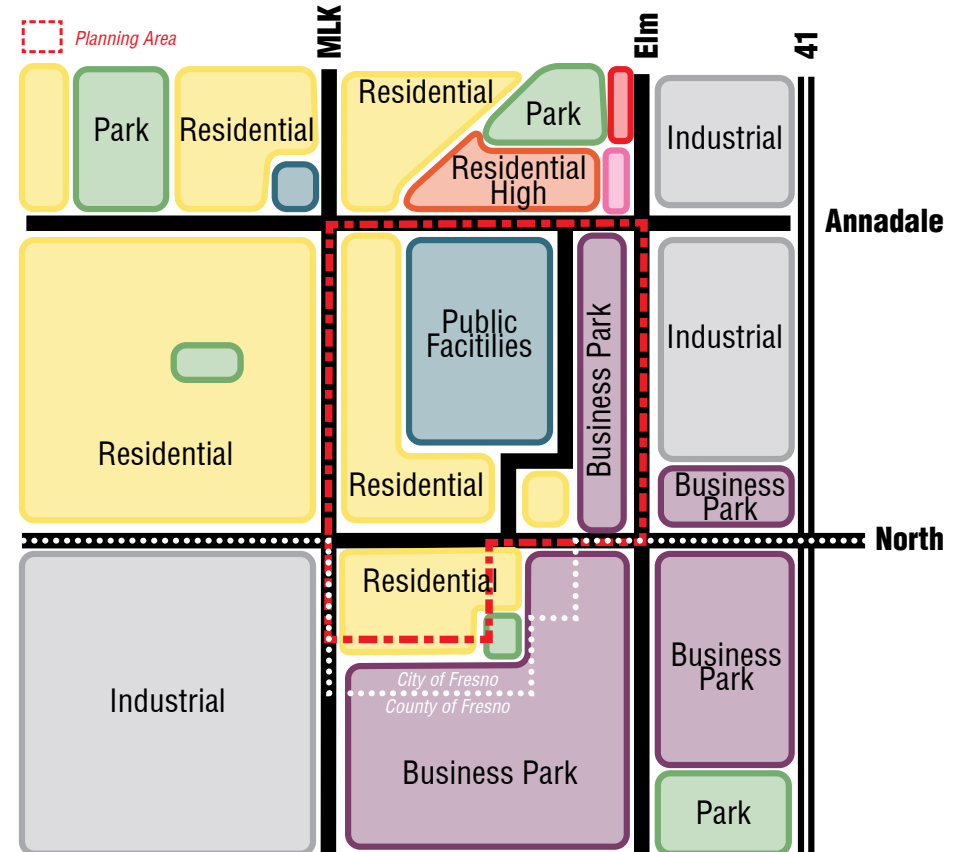 Planning Area
MLK
Elm
41
Residential
Park
Residential
Park
Residential
High
Industrial
Annadale
Public
Facitilies
Business Park
Industrial
Residential
Residential
Business
Park
North
Residential
Industrial
City of Fresno
County of Fresno
Business
Park
Business Park
Park